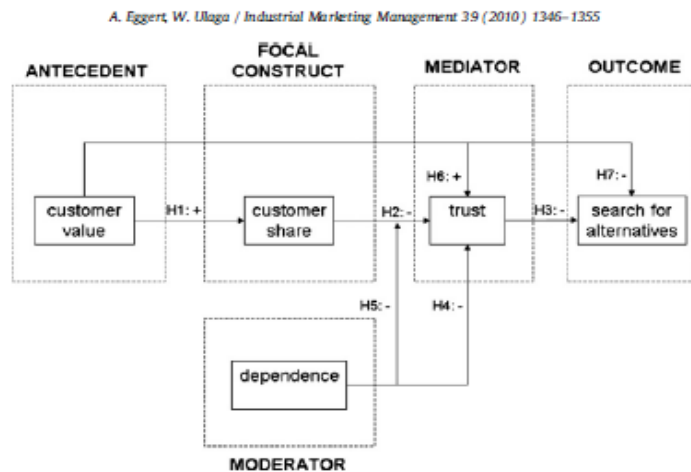 A. Eggert, W. Ulaga / Industrial Marketing Management 39 (2010) 1346–1355
FOCAL
ANTECEDENT CONSTRUCT MEDIATOR OUTCOME
H6: + H7: -
customer value H1: + customer share H2: - trust H3: - search for alternatives
H5: - H4: -
dependence
MODERATOR